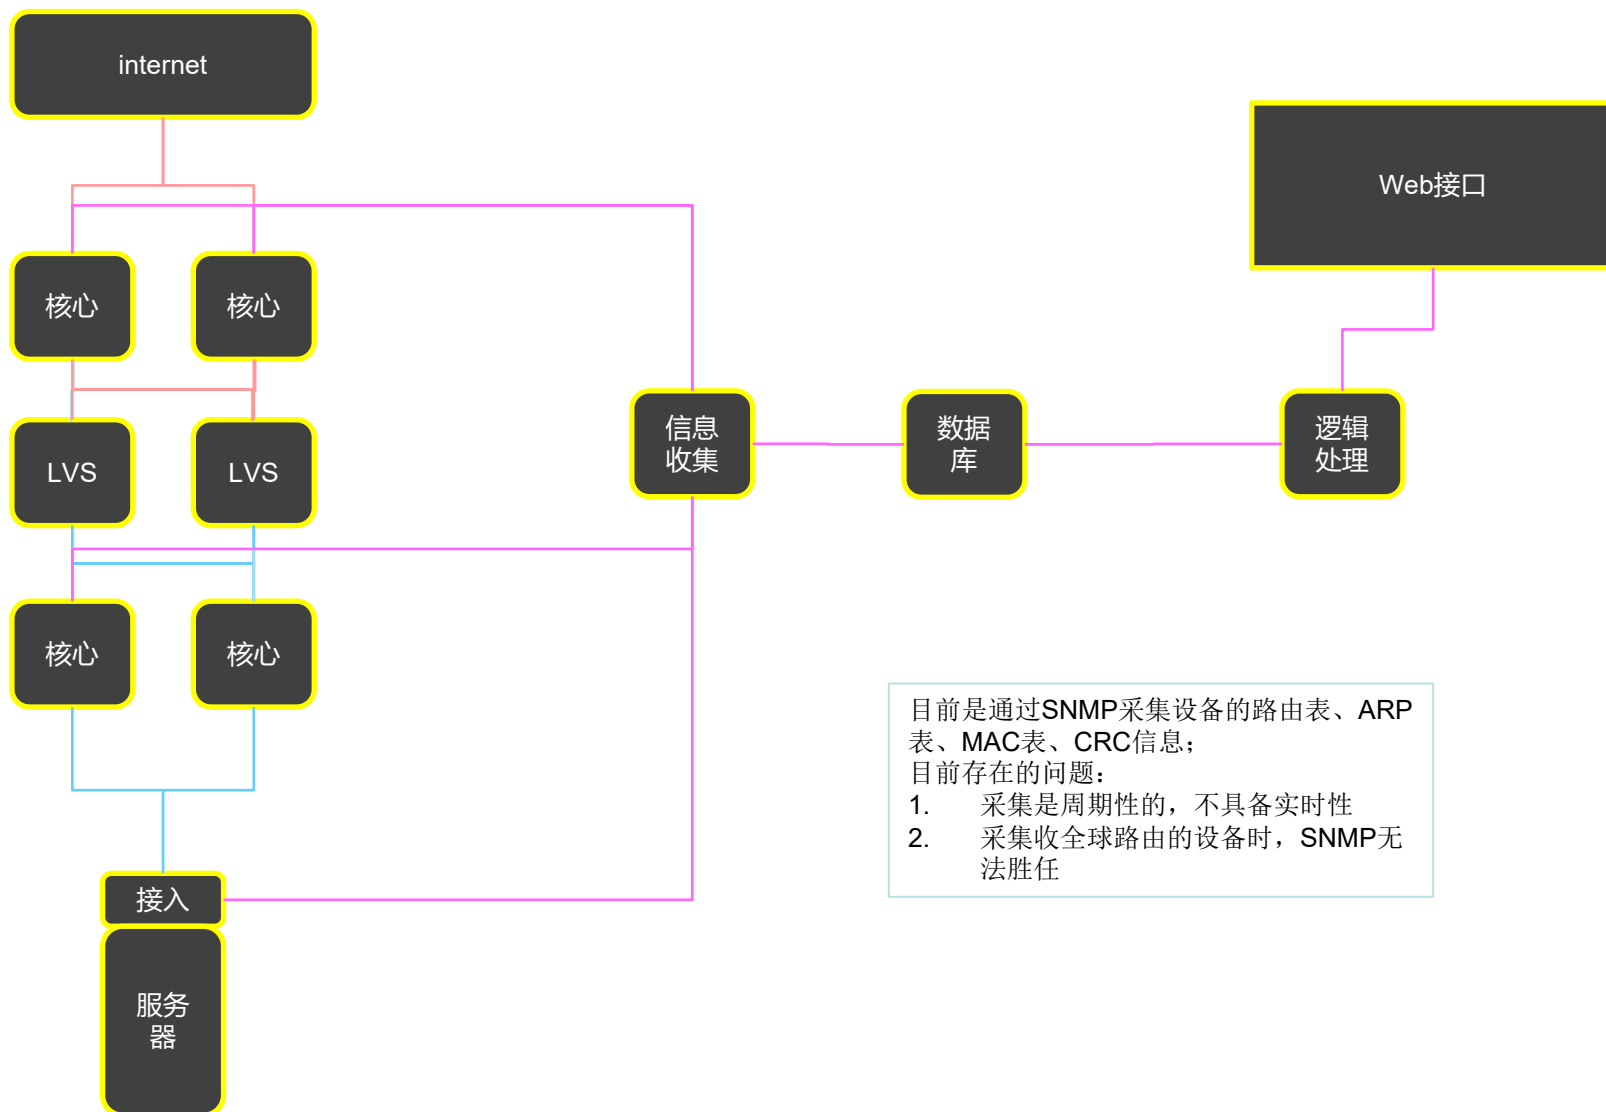 internet
Web接口
核心
核心
LVS
LVS
信息
收集
数据
库
逻辑
处理
核心
核心
目前是通过SNMP采集设备的路由表、ARP
表、MAC表、CRC信息；
目前存在的问题：
1. 采集是周期性的，不具备实时性
2. 采集收全球路由的设备时，SNMP无
法胜任
接入
服务
器